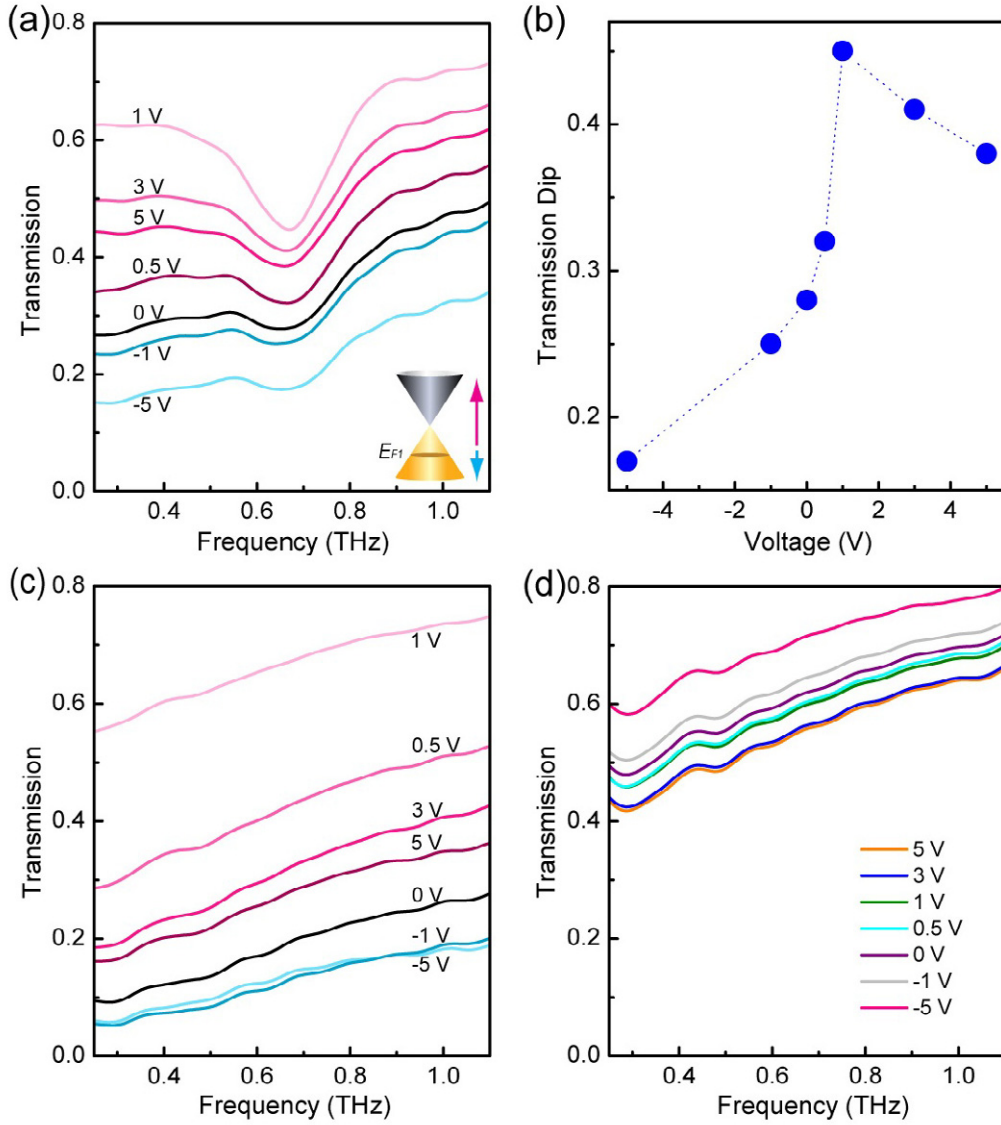 (a)
0.8
0.6
0.4
0.2
0.0
Transmission
1 V
3 V
5 V
0.5 V
0 V
-1 V
-5 V
EF1
0.4 0.6 0.8 1.0
Frequency (THz)
(b)
0.4
0.3
0.2
Transmission Dip
-4 -2 0 2 4
Voltage (V)
(c)
0.8
0.6
0.4
0.2
0.0
Transmission
1 V
0.5 V
3 V
5 V
0 V
-1 V
-5 V
0.4 0.6 0.8 1.0
Frequency (THz)
(d)
0.8
0.6
0.4
0.2
0.0
Transmission
5 V
3 V
1 V
0.5 V
0 V
-1 V
-5 V
0.4 0.6 0.8 1.0
Frequency (THz)